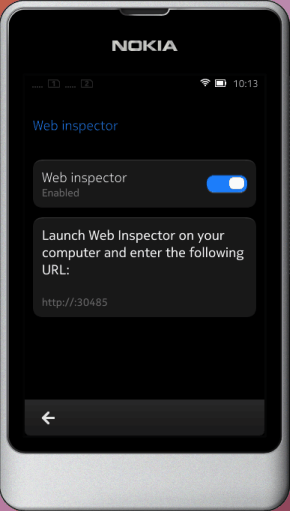 NOKIA
1 2 10:13
Web inspector
Web inspector
Enabled
Launch Web Inspector on your
computer and enter the following
URL:
http://:30485